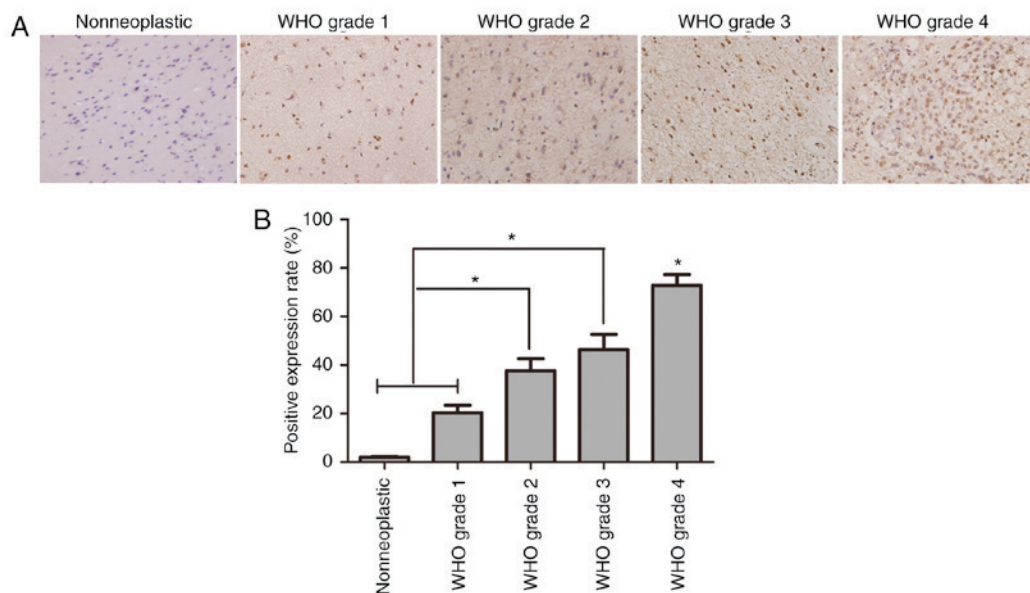 A
Nonneoplastic
WHO grade 1
WHO grade 2
WHO grade 3
WHO grade 4
B
Positive expression rate (%)
100
80
60
40
20
0
*
*
*
Nonneoplastic
WHO grade 1
WHO grade 2
WHO grade 3
WHO grade 4